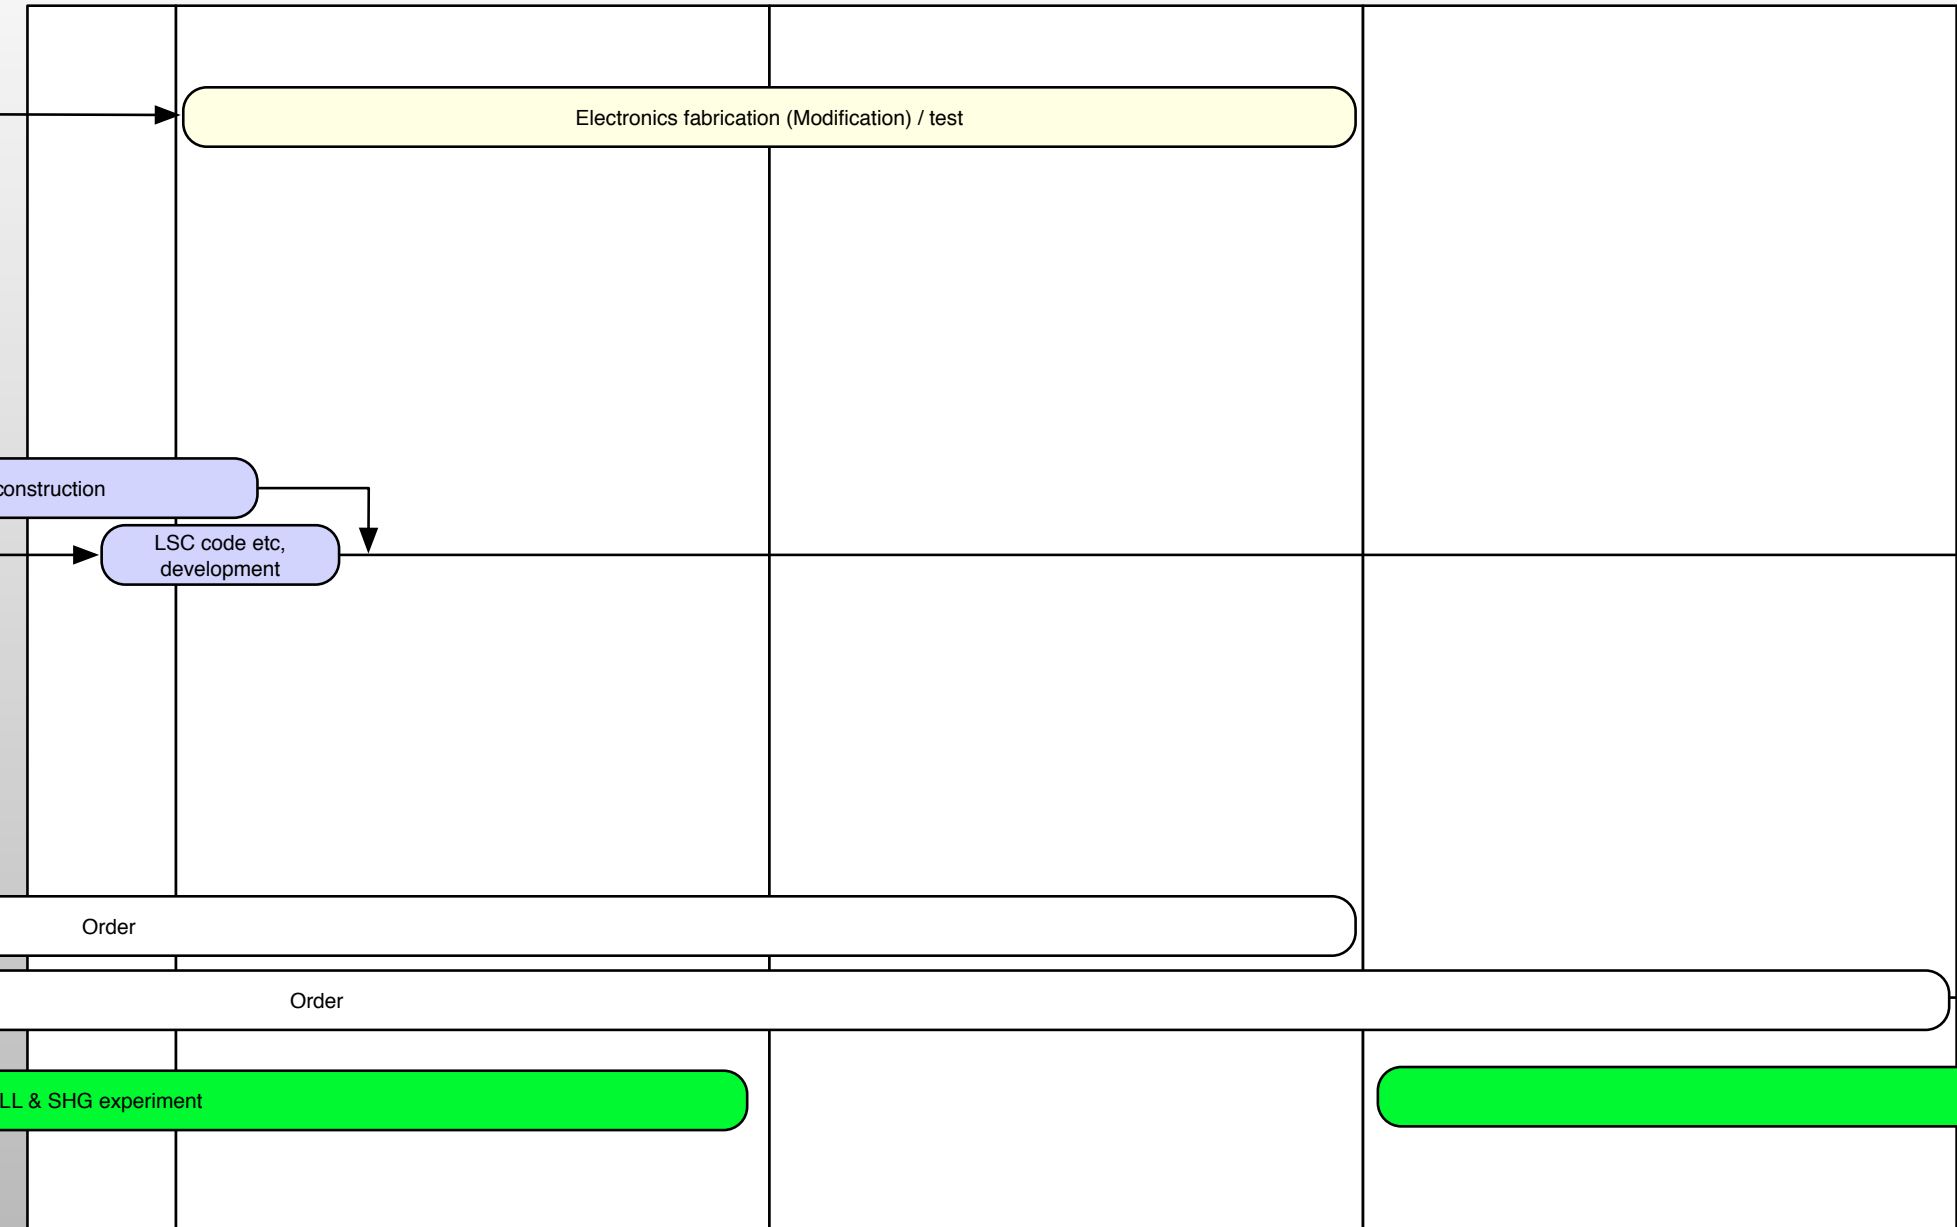 Electronics fabrication (Modification) / test
construction
LSC code etc,
development
Order
Order
LL & SHG experiment